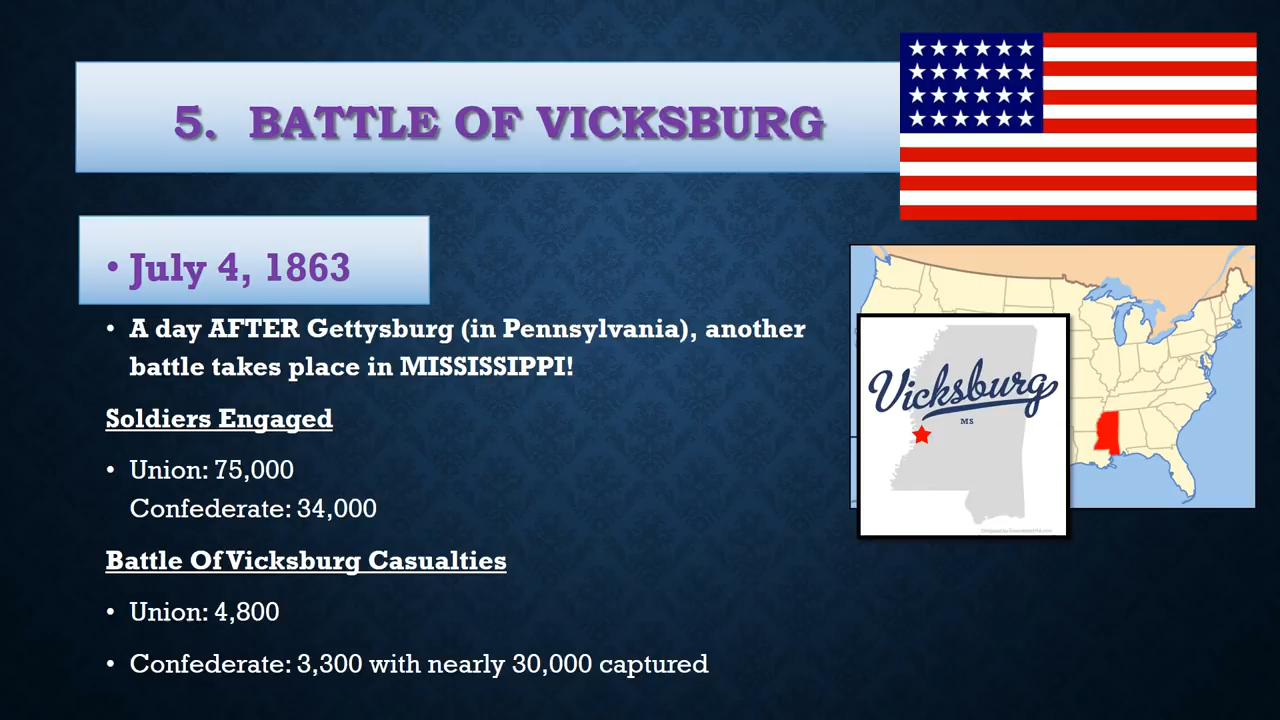 5. BATTLE OF VICKSBURG
• July 4, 1863
• A day AFTER Gettysburg (in Pennsylvania), another
battle takes place in MISSISSIPPI!
Soldiers Engaged
• Union: 75,000
Confederate: 34,000
Battle Of Vicksburg Casualties
• Union: 4,800
• Confederate: 3,300 with nearly 30,000 captured
Vicksburg
MS